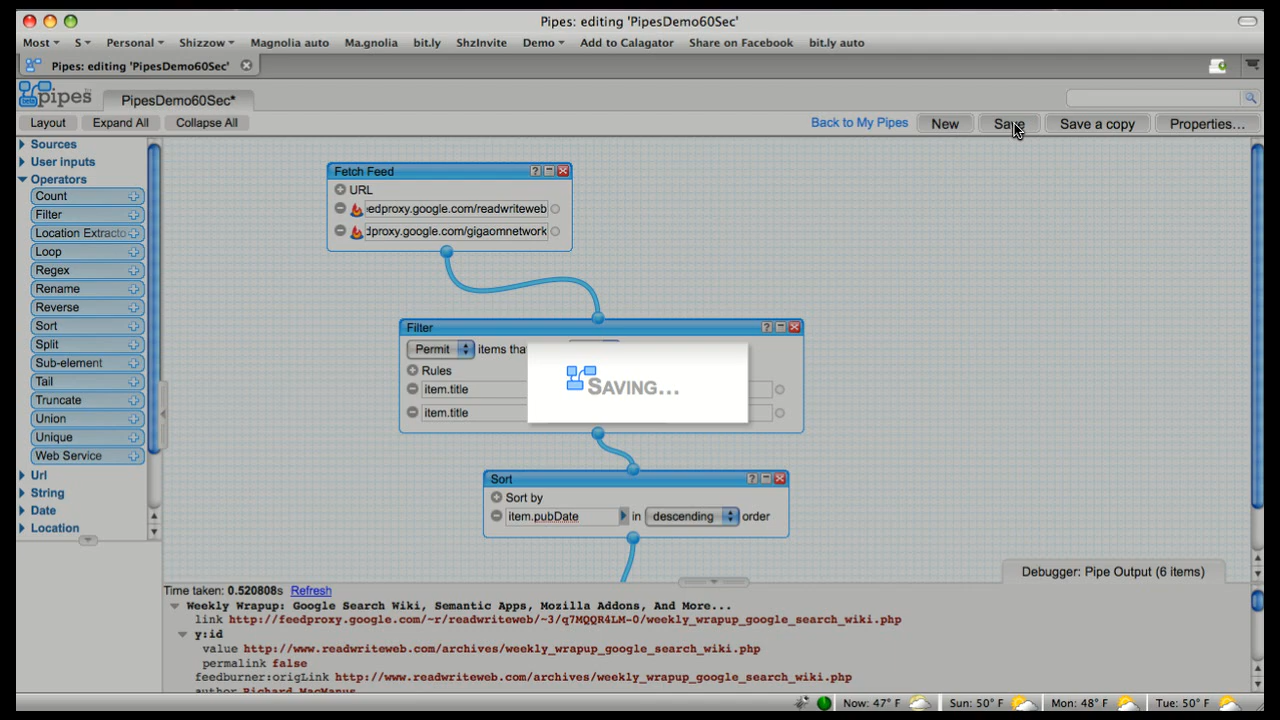 Pipes: editing 'PipesDemo60Sec'
Most S Personal Shizzow Magnolia auto Ma.gnolia bit.ly ShzInvite Demo Add to Calagator Share on Facebook bit.ly auto
Pipes: editing 'PipesDemo60Sec'
pipes beta PipesDemo60Sec*
Layout Expand All Collapse All Back to My Pipes New Save Save a copy Properties...
Sources
User inputs
Operators
Count
Filter
Location Extracto
Loop
Regex
Rename
Reverse
Sort
Split
Sub-element
Tail
Truncate
Union
Unique
Web Service
Url
String
Date
Location
Fetch Feed
URL
edproxy.google.com/readwriteweb
dproxy.google.com/gigaomnetwork
Filter
Permit items tha
Rules
item.title
item.title
SAVING...
Sort
Sort by
item.pubDate in descending order
Debugger: Pipe Output (6 items)
Time taken: 0.520808s Refresh
Weekly Wrapup: Google Search Wiki, Semantic Apps, Mozilla Addons, And More...
link http://feedproxy.google.com/~r/readwriteweb/~3/q7MQQR4LM-0/weekly_wrapup_google_search_wiki.php
y:id
value http://www.readwriteweb.com/archives/weekly_wrapup_google_search_wiki.php
permalink false
feedburner:origLink http://www.readwriteweb.com/archives/weekly_wrapup_google_search_wiki.php
author Richard MacManus
Now: 47° F Sun: 50° F Mon: 48° F Tue: 50° F